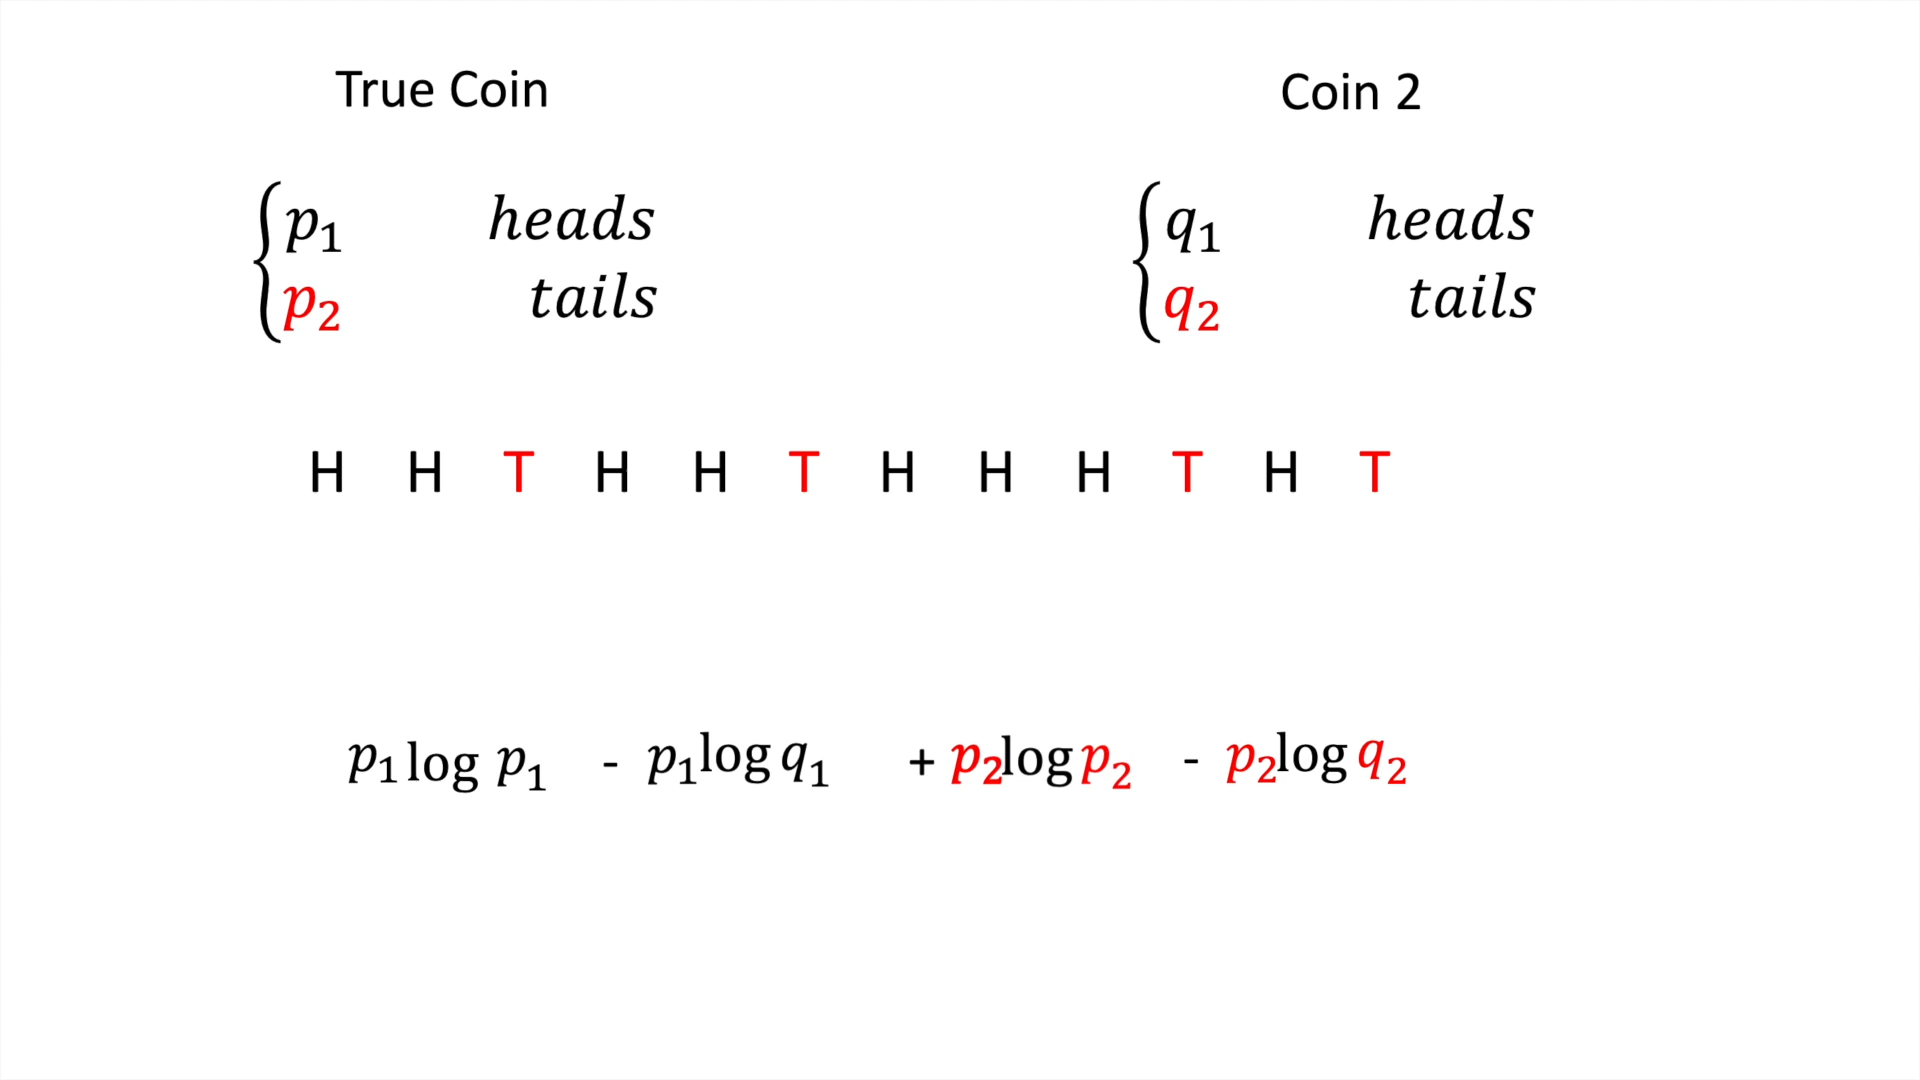 True Coin Coin 2
p₁ heads q₁ heads
p₂ tails q₂ tails
H H T H H T H H H T H T
p₁ log p₁ - p₁ log q₁ + p₂ log p₂ - p₂ log q₂